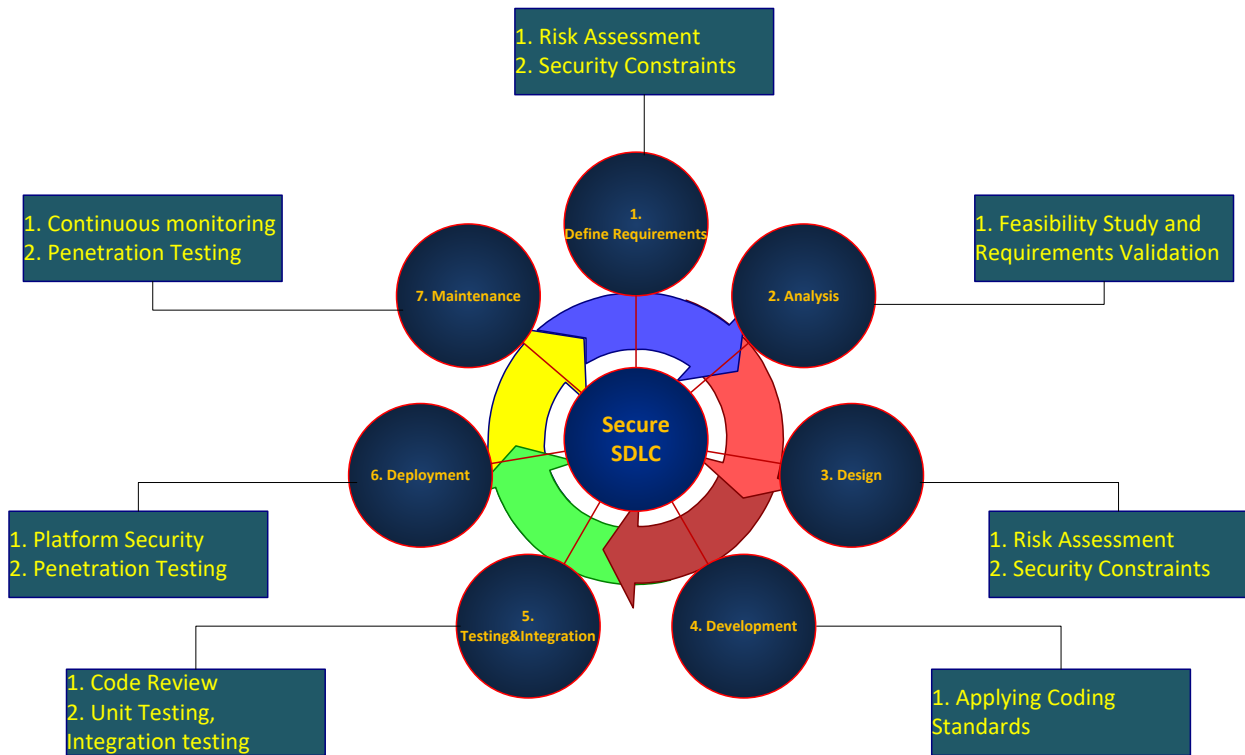 1. Risk Assessment
2. Security Constraints
1.
Define Requirements
1. Continuous monitoring
2. Penetration Testing
7. Maintenance
2. Analysis
1. Feasibility Study and
Requirements Validation
Secure
SDLC
6. Deployment
3. Design
1. Platform Security
2. Penetration Testing
1. Risk Assessment
2. Security Constraints
5.
Testing&Integration
4. Development
1. Code Review
2. Unit Testing,
Integration testing
1. Applying Coding
Standards